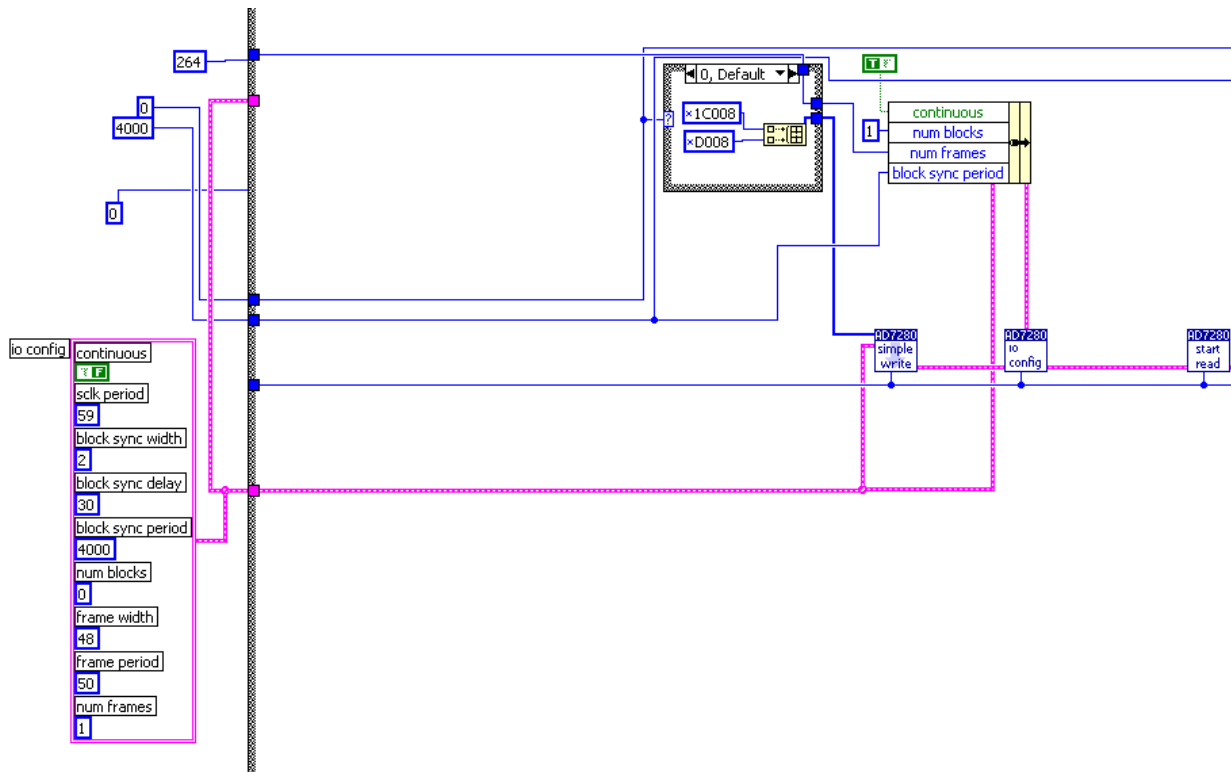 264
0
4000
0
io config
continuous
F
sclk period
59
block sync width
2
block sync delay
30
block sync period
4000
num blocks
0
frame width
48
frame period
50
num frames
1
0, Default
?
×1C008
×D008
T
continuous
1
num blocks
num frames
block sync period
AD7280
simple
write
AD7280
io
config
AD7280
start
read